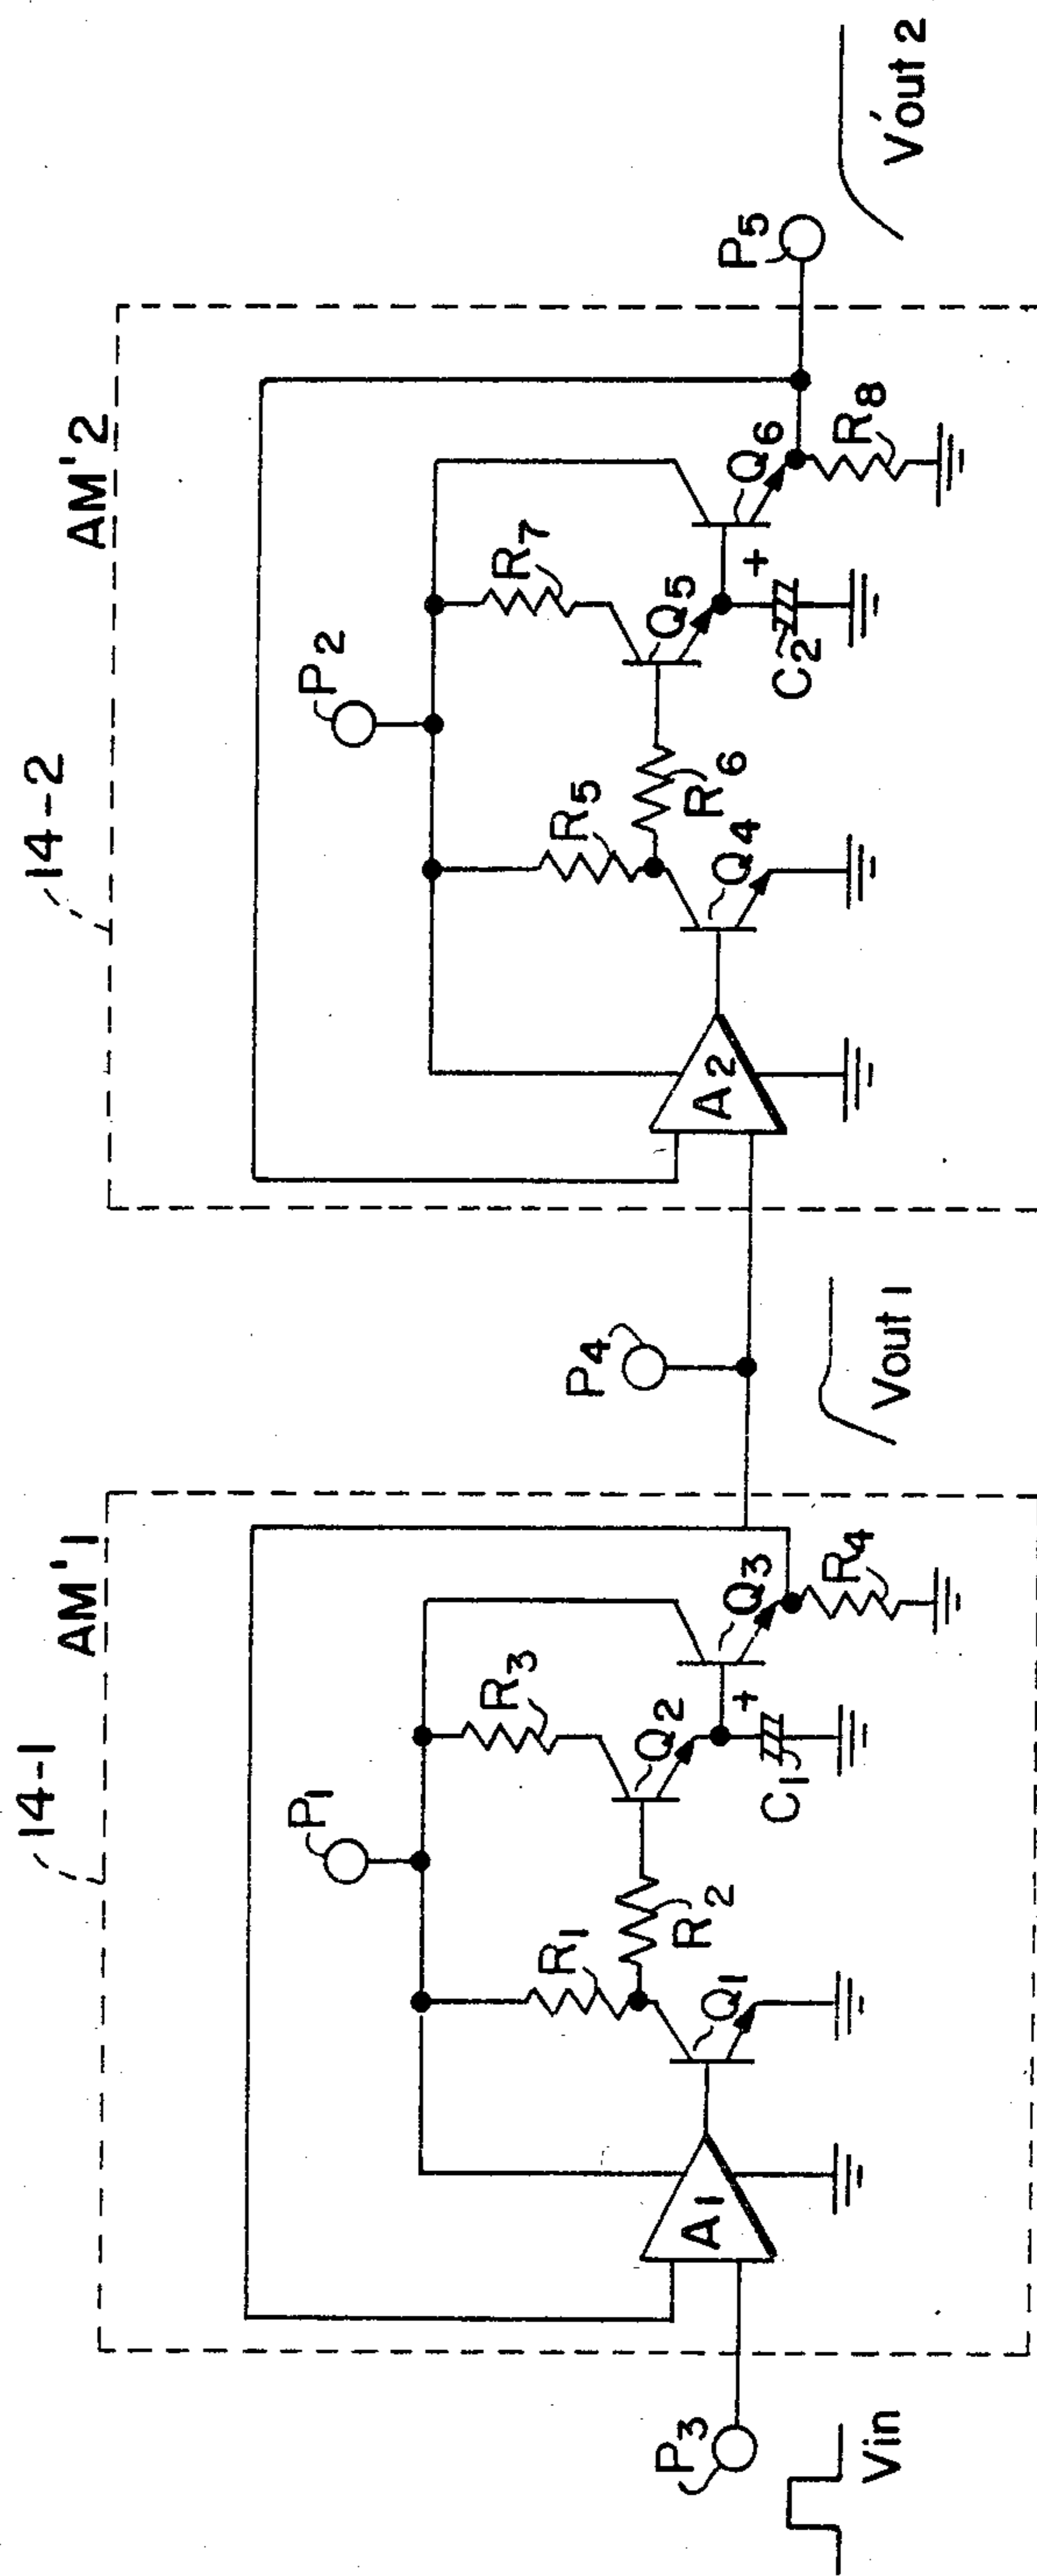 14-1
AM'1
P1
R3
R1
R2
Q2
Q3
A1
Q1
C1
+
R4
P3
Vin
P4
Vout 1
14-2
AM'2
P2
R7
R5
R6
Q5
Q6
A2
Q4
C2
+
R8
P5
V'out 2